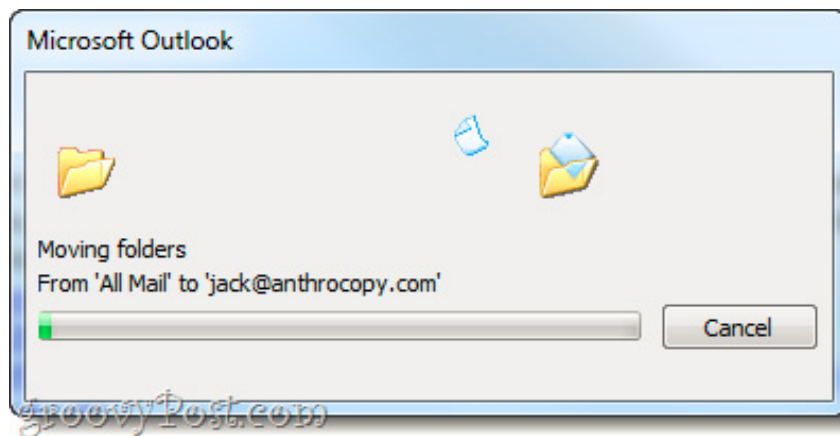 Microsoft Outlook
Moving folders
From 'All Mail' to 'jack@anthrocopy.com'
Cancel
groovyPost.com